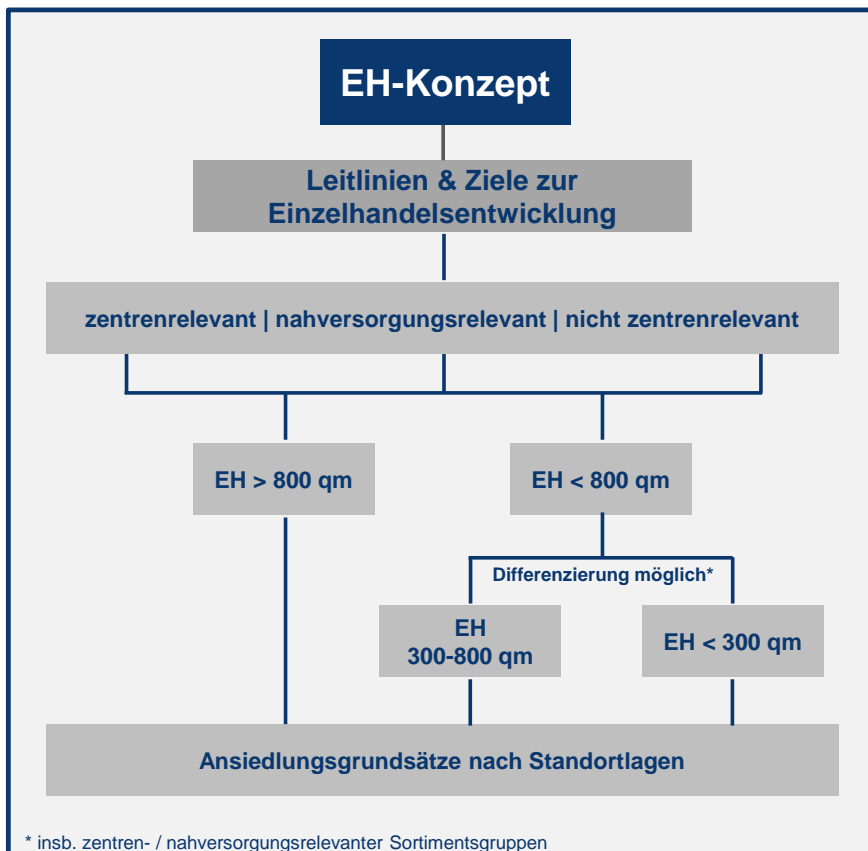 EH-Konzept
Leitlinien & Ziele zur
Einzelhandelsentwicklung
zentrenrelevant | nahversorgungsrelevant | nicht zentrenrelevant
EH > 800 qm
EH < 800 qm
Differenzierung möglich*
EH
300-800 qm
EH < 300 qm
Ansiedlungsgrundsätze nach Standortlagen
* insb. zentren- / nahversorgungsrelevanter Sortimentsgruppen